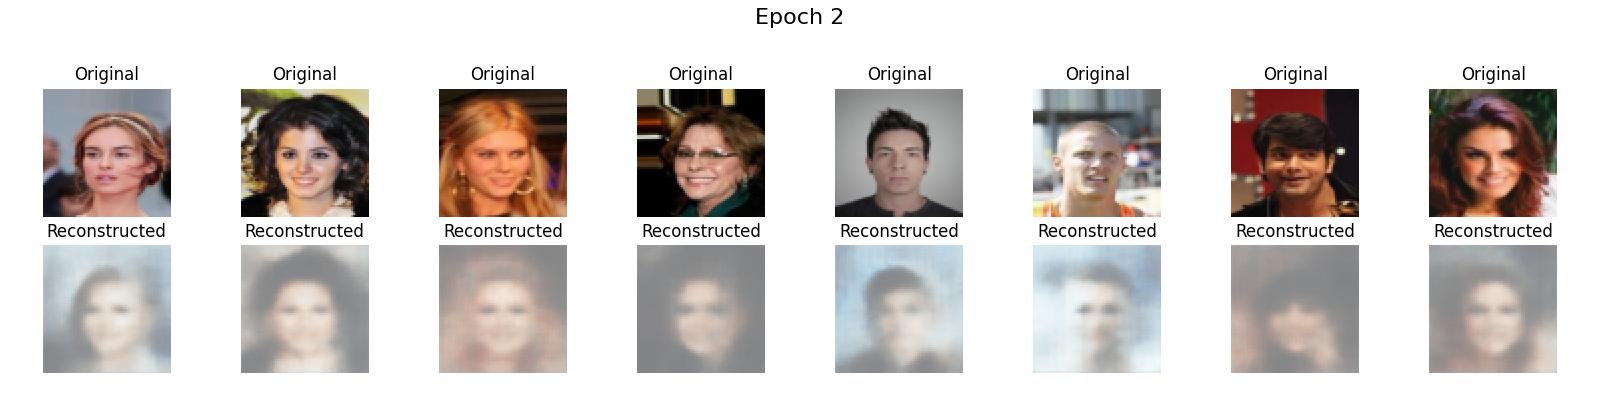 Epoch 2
Original Original Original Original Original Original Original Original
Reconstructed Reconstructed Reconstructed Reconstructed Reconstructed Reconstructed Reconstructed Reconstructed